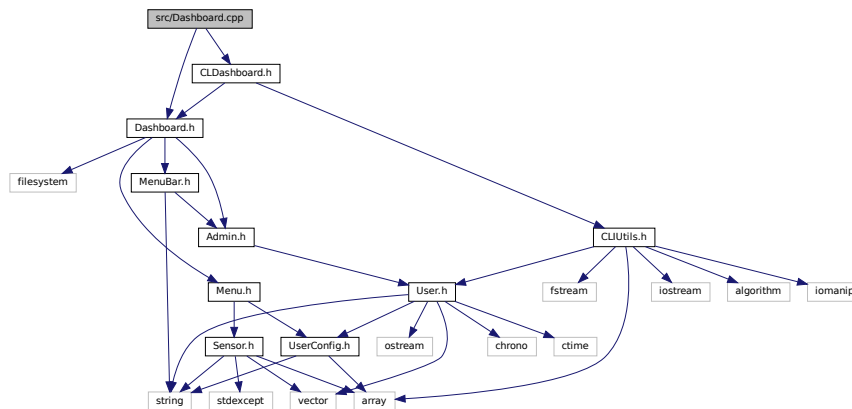 src/Dashboard.cpp
CLDashboard.h
Dashboard.h
filesystem
MenuBar.h
Admin.h
CLIUtils.h
Menu.h
User.h
fstream
iostream
algorithm
iomanip
Sensor.h
UserConfig.h
ostream
chrono
ctime
string
stdexcept
vector
array